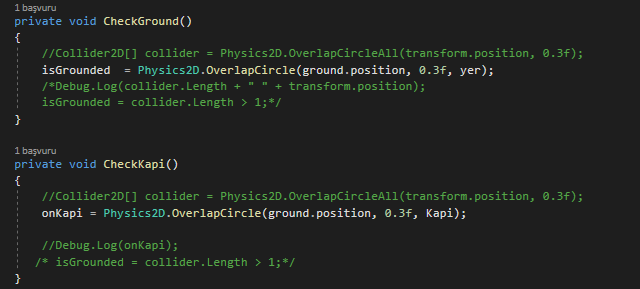 1 başvuru
private void CheckGround()
{
//Collider2D[] collider = Physics2D.OverlapCircleAll(transform.position, 0.3f);
isGrounded  = Physics2D.OverlapCircle(ground.position, 0.3f, yer);
/*Debug.Log(collider.Length + " " + transform.position);
isGrounded = collider.Length > 1;*/
}
1 başvuru
private void CheckKapi()
{
//Collider2D[] collider = Physics2D.OverlapCircleAll(transform.position, 0.3f);
onKapi = Physics2D.OverlapCircle(ground.position, 0.3f, Kapi);
//Debug.Log(onKapi);
/* isGrounded = collider.Length > 1;*/
}